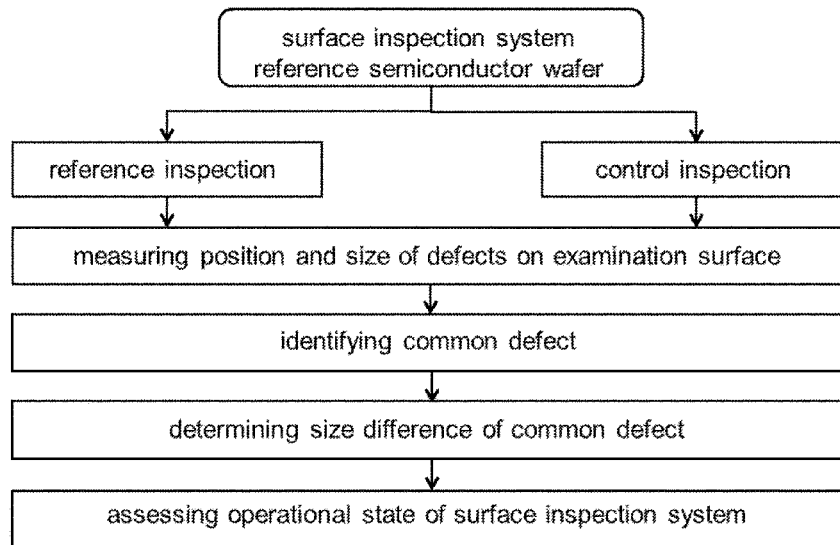 surface inspection system
reference semiconductor wafer
reference inspection
control inspection
measuring position and size of defects on examination surface
identifying common defect
determining size difference of common defect
assessing operational state of surface inspection system